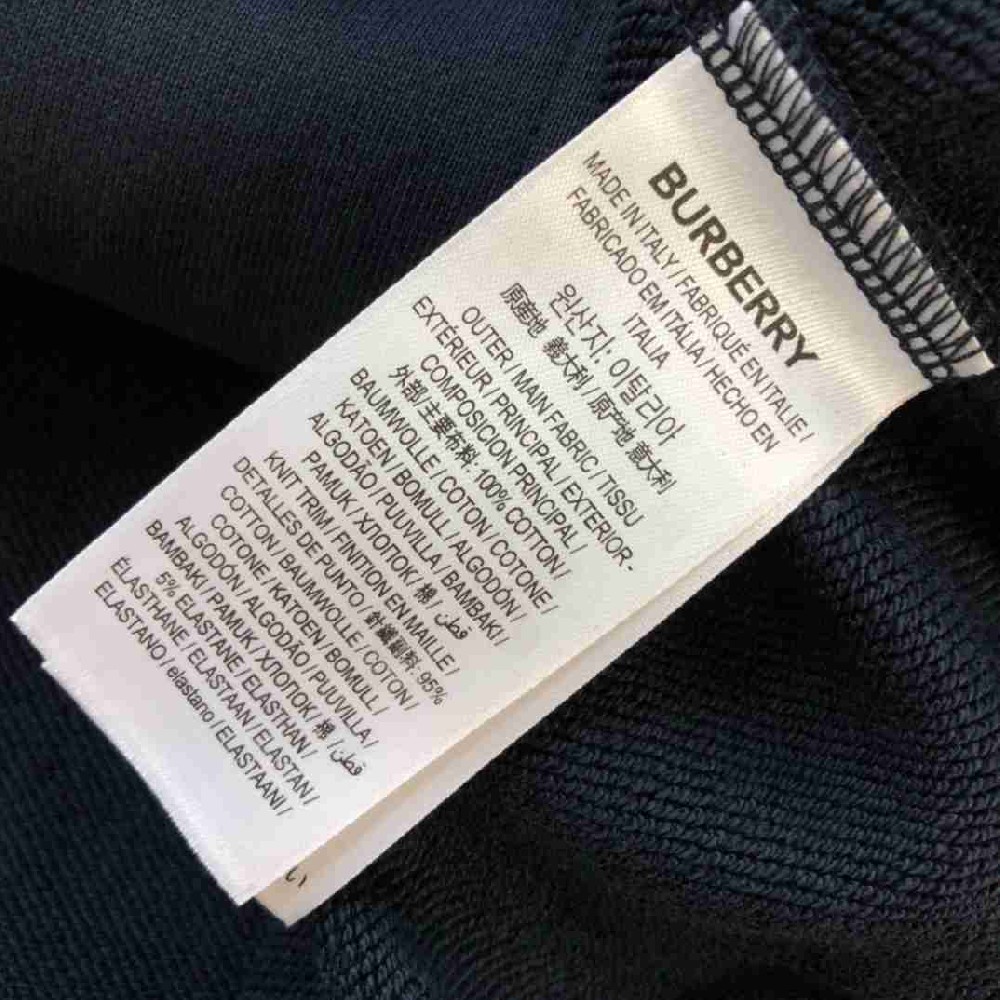 BURBERRY
MADE IN ITALY / FABRIQUÉ EN ITALIE /
FABRICADO EM ITÁLIA / HECHO EN
ITALIA
원산지: 이탈리아
原產地 義大利 / 原产地 意大利
OUTER / MAIN FABRIC / TISSU
EXTÉRIEUR / PRINCIPAL / EXTERIOR-
COMPOSICION PRINCIPAL /
外部/ 主要布料: 100% COTTON /
BAUMWOLLE / COTON / COTONE /
KATOEN / BOMULL / ALGODÓN /
ALGODÃO / PUUVILLA / BAMBAKI /
PAMUK / ХЛОПОК / 棉 / قطن
KNIT TRIM / FINITION EN MAILLE /
DETALLES DE PUNTO / 針織副料: 95%
COTTON / BAUMWOLLE / COTON /
COTONE / KATOEN / BOMULL /
ALGODÓN / ALGODÃO / PUUVILLA /
BAMBAKI / PAMUK / ХЛОПОК / 棉 / قطن
5% ELASTANE / ELASTHAN /
ÉLASTHANE / ELASTAAN / ELASTAN /
ELASTANO / elastano / ELASTAANI /